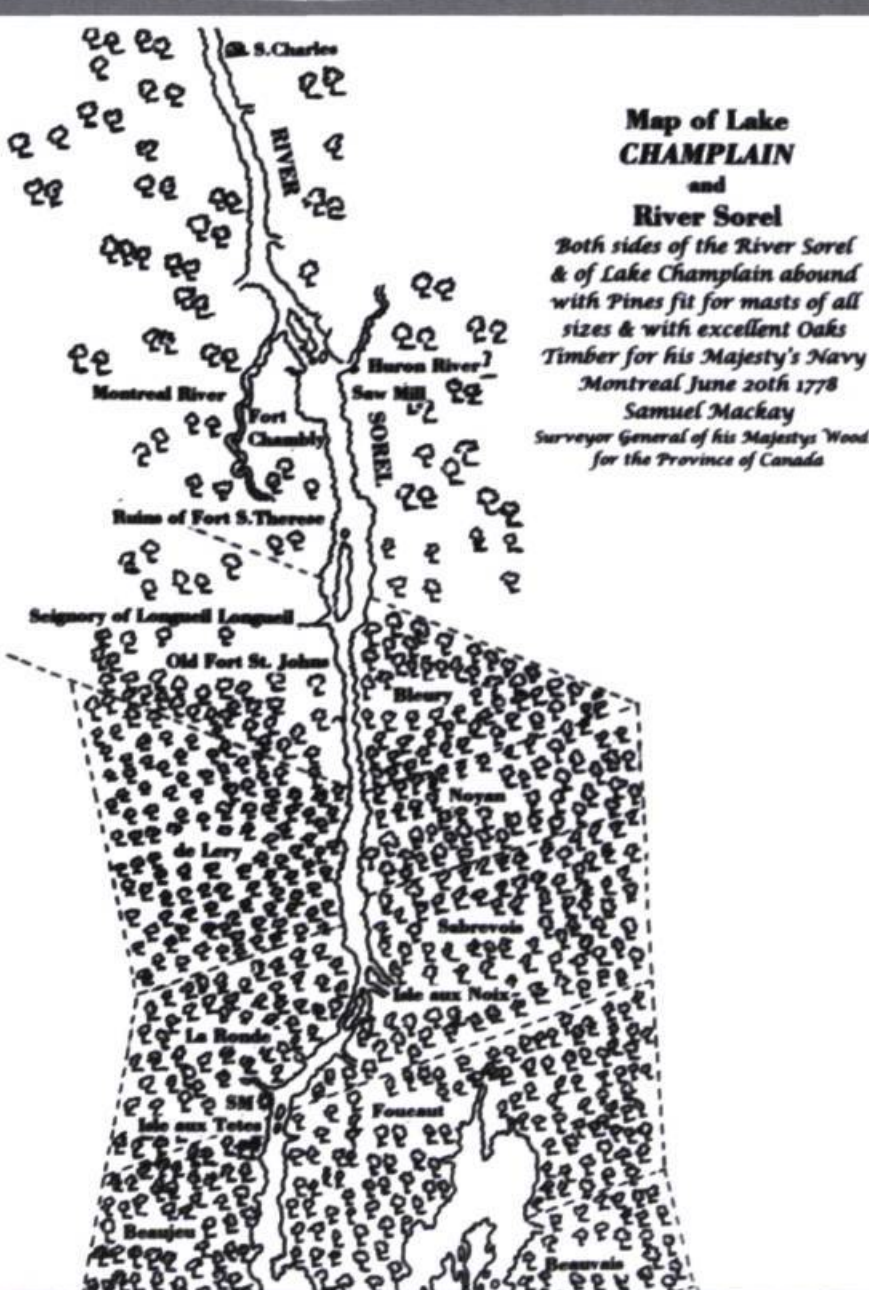 S. Charles
RIVER
Map of Lake
CHAMPLAIN
and
River Sorel
Both sides of the River Sorel
& of Lake Champlain abound
with Pines fit for masts of all
sizes & with excellent Oaks
Timber for his Majesty's Navy
Montreal June 20th 1778
Samuel Mackay
Surveyor General of his Majestys Wood
for the Province of Canada
Huron River
Montreal River
Saw Mill
Fort
Chambly
SOREL
Ruins of Fort S.Therese
Seignory of Longueil Longueil
Old Fort St. Johns
Bleury
Noyan
de Lery
Sabrevois
Isle aux Noix
La Ronde
SM
Foucaut
Isle aux Tetes
Beaujeu
Beauvais